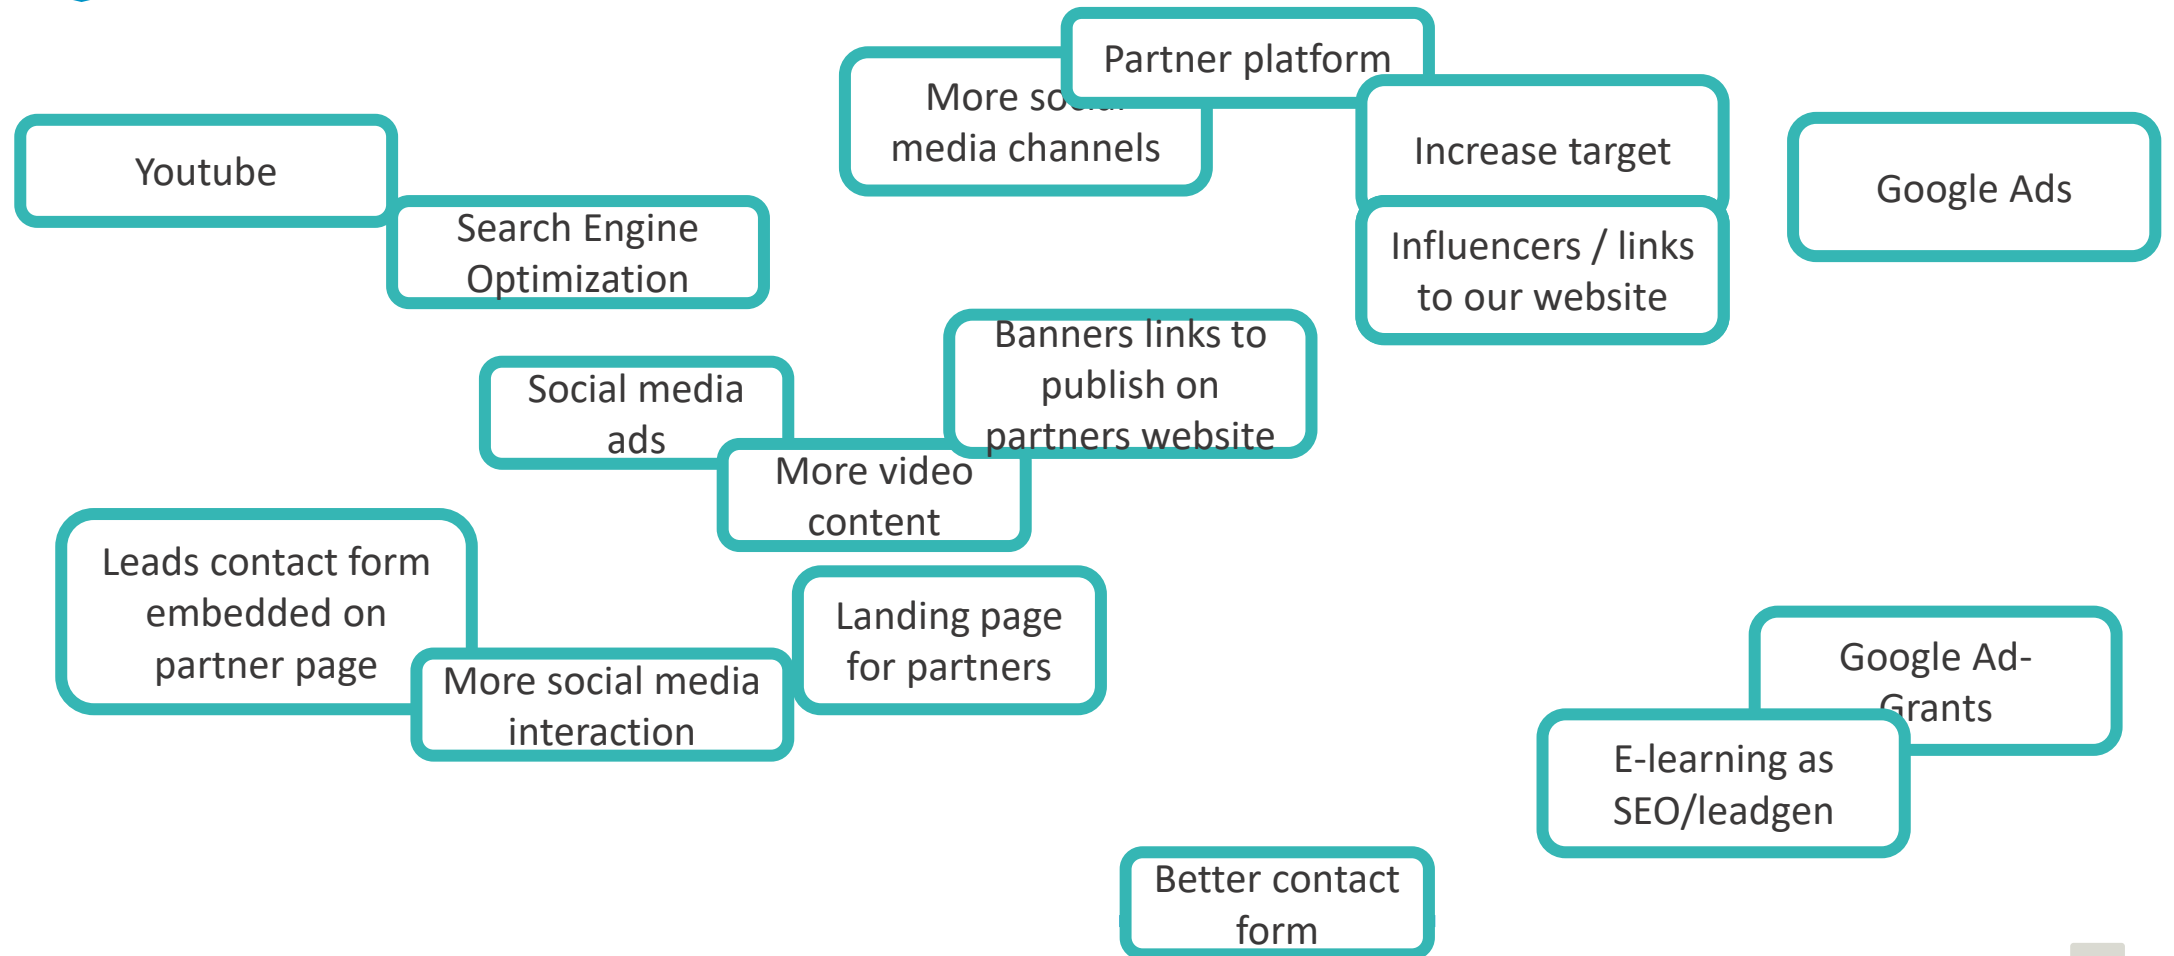 Partner platform
More social
media channels
Youtube
Increase target
Google Ads
Search Engine
Optimization
Influencers / links
to our website
Banners links to
publish on
partners website
Social media
ads
More video
content
Leads contact form
embedded on
partner page
Landing page
for partners
More social media
interaction
Google Ad-
Grants
E-learning as
SEO/leadgen
Better contact
form